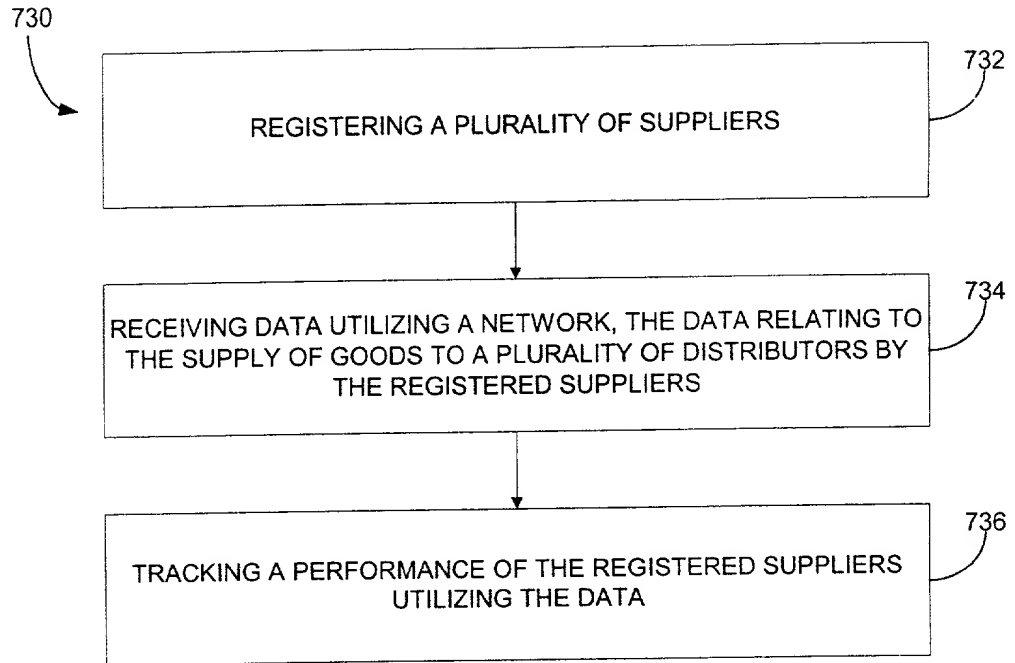 730
732
REGISTERING A PLURALITY OF SUPPLIERS
734
RECEIVING DATA UTILIZING A NETWORK, THE DATA RELATING TO
THE SUPPLY OF GOODS TO A PLURALITY OF DISTRIBUTORS BY
THE REGISTERED SUPPLIERS
736
TRACKING A PERFORMANCE OF THE REGISTERED SUPPLIERS
UTILIZING THE DATA